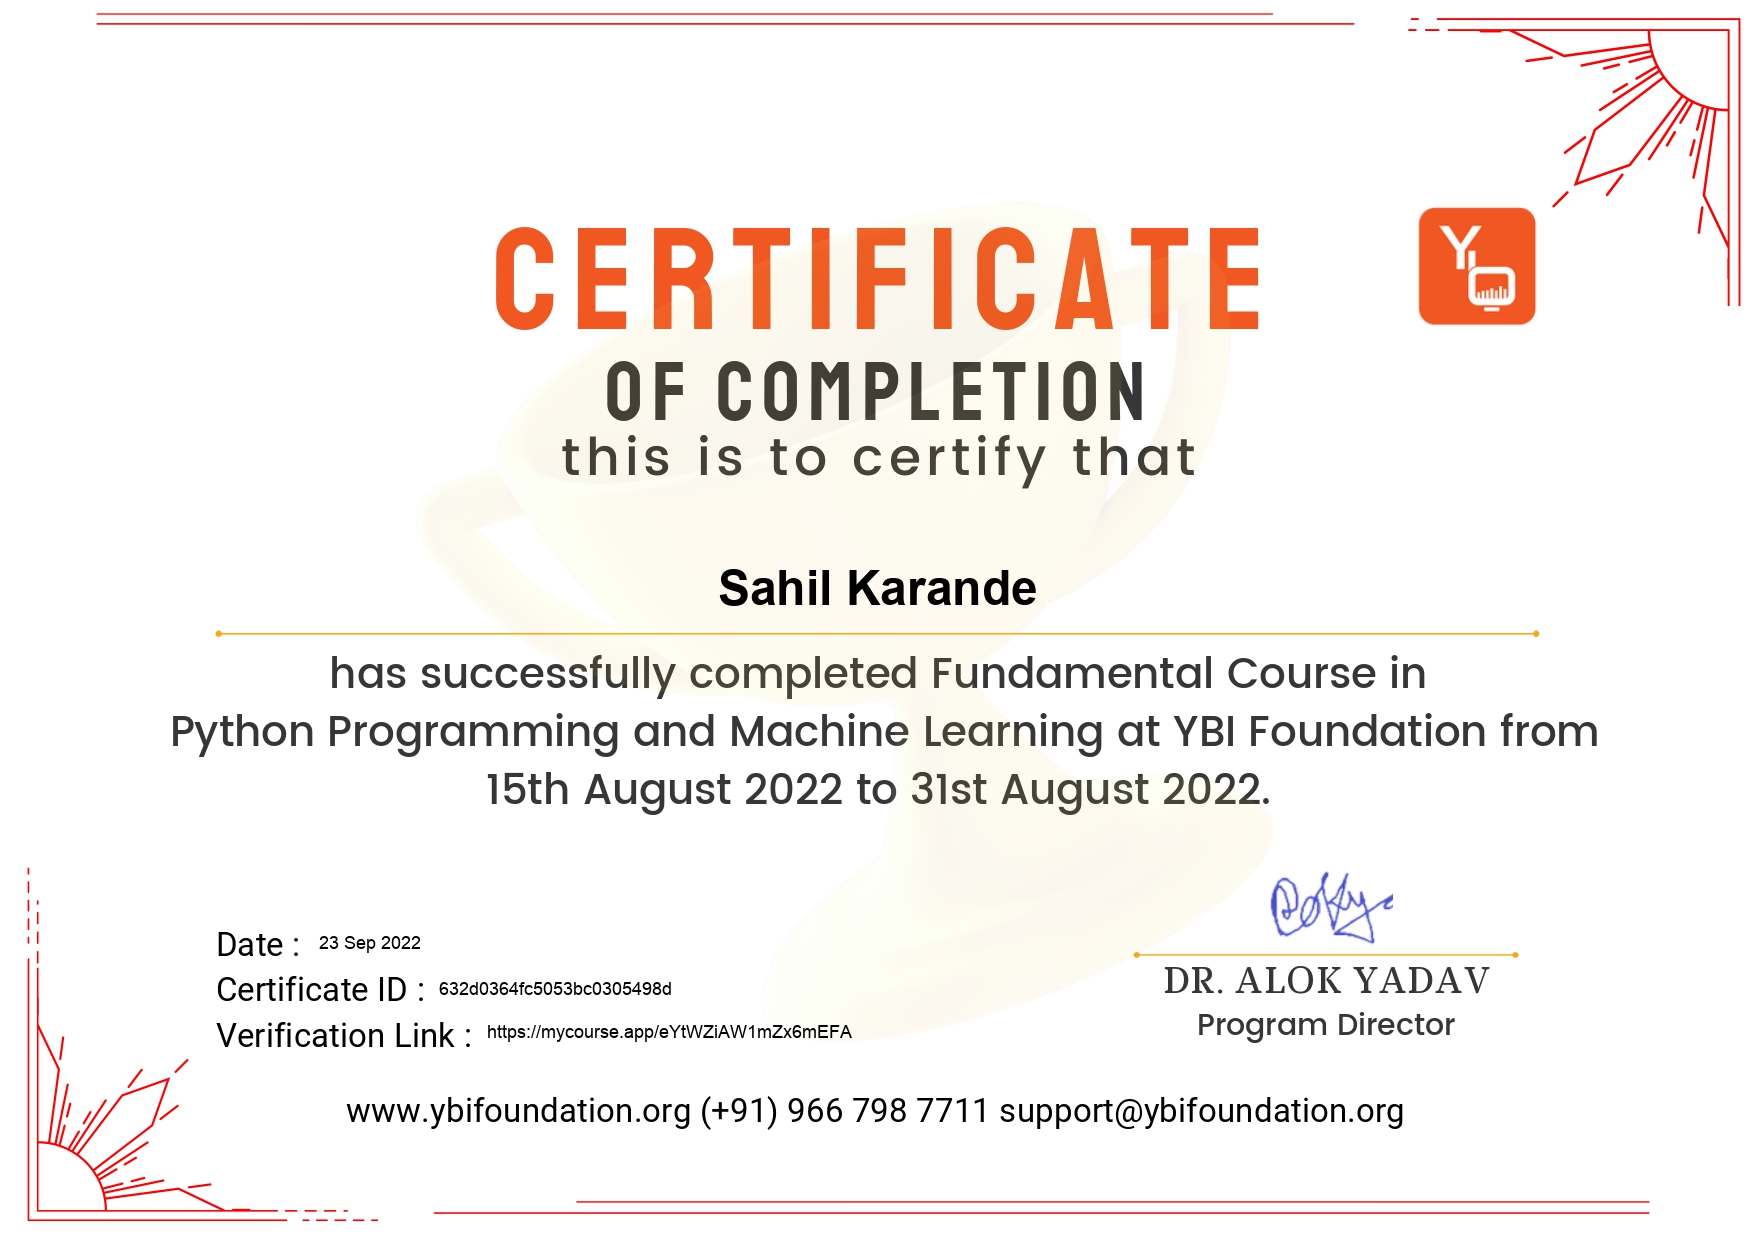 CERTIFICATE
OF COMPLETION
this is to certify that
Sahil Karande
has successfully completed Fundamental Course in
Python Programming and Machine Learning at YBI Foundation from
15th August 2022 to 31st August 2022.
Date : 23 Sep 2022
Certificate ID : 632d0364fc5053bc0305498d
Verification Link : https://mycourse.app/eYtWZiAW1mZx6mEFA
DR. ALOK YADAV
Program Director
www.ybifoundation.org (+91) 966 798 7711 support@ybifoundation.org